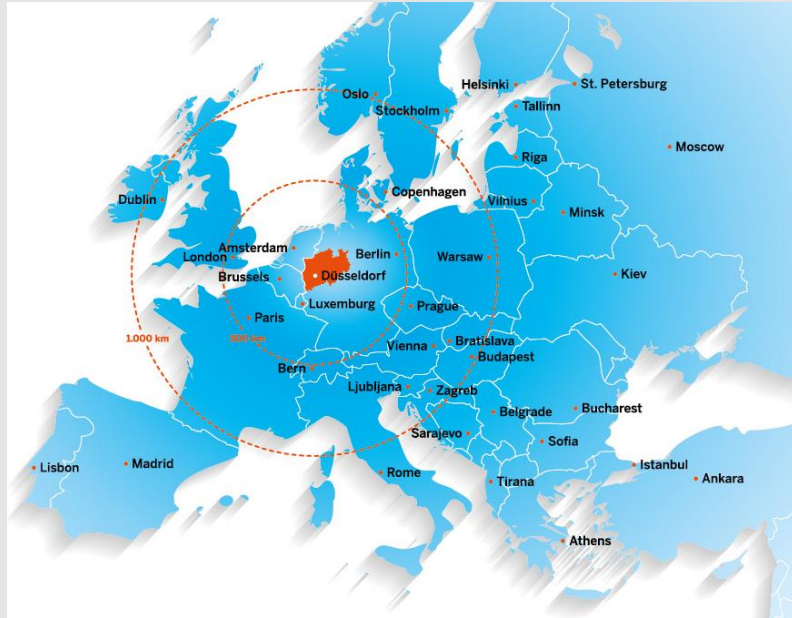 Helsinki
St. Petersburg
Oslo
Stockholm
Tallinn
Moscow
Riga
Copenhagen
Dublin
Vilnius
Minsk
Amsterdam
London
Berlin
Warsaw
Brussels
Düsseldorf
Kiev
Luxemburg
Prague
Paris
1.000 km
500 km
Vienna
Bratislava
Budapest
Bern
Ljubljana
Zagreb
Belgrade
Bucharest
Sarajevo
Sofia
Lisbon
Madrid
Rome
Tirana
Istanbul
Ankara
Athens